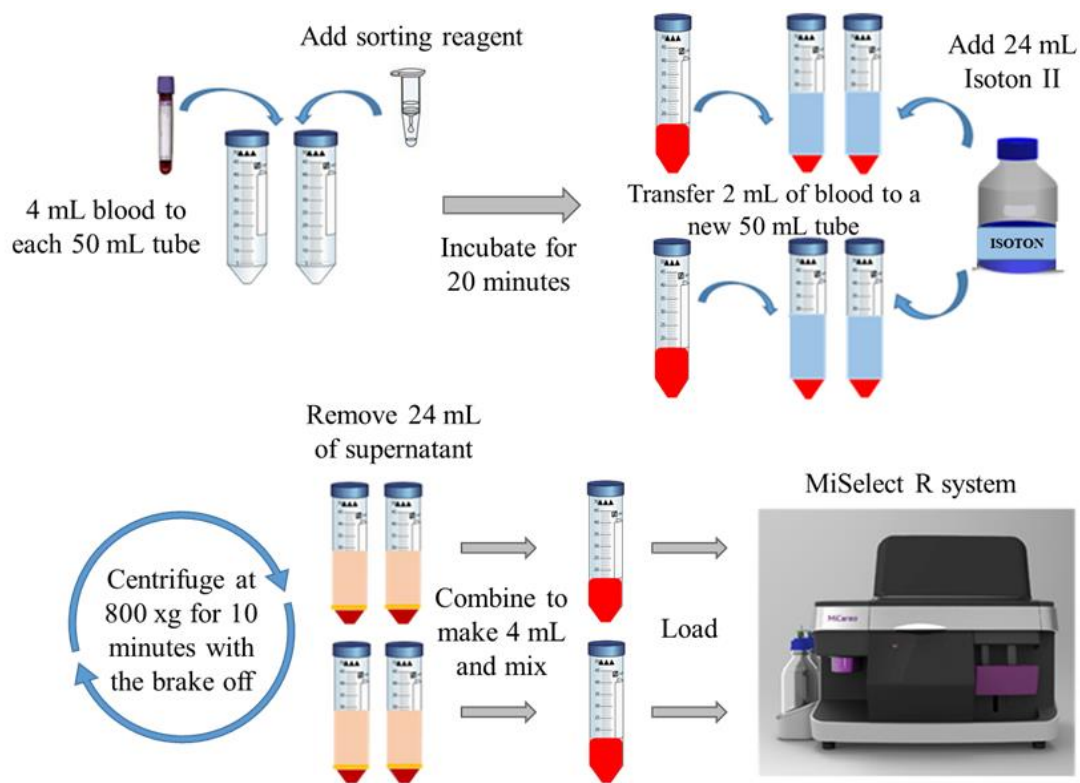 Add sorting reagent
4 mL blood to
each 50 mL tube
Incubate for
20 minutes
Transfer 2 mL of blood to a
new 50 mL tube
Add 24 mL
Isoton II
ISOTON
Centrifuge at
800 xg for 10
minutes with
the brake off
Remove 24 mL
of supernatant
Combine to
make 4 mL
and mix
Load
MiSelect R system
MiCareo